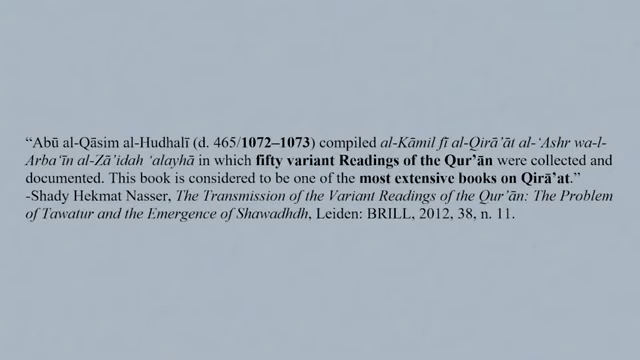 “Abū al-Qāsim al-Hudhalī (d. 465/1072–1073) compiled al-Kāmil fī al-Qirā’āt al-‘Ashr wa-l-
Arba‘īn al-Zā’idah ‘alayhā in which fifty variant Readings of the Qur’ān were collected and
documented. This book is considered to be one of the most extensive books on Qirā’at.”
-Shady Hekmat Nasser, The Transmission of the Variant Readings of the Qur’ān: The Problem
of Tawatur and the Emergence of Shawadhdh, Leiden: BRILL, 2012, 38, n. 11.